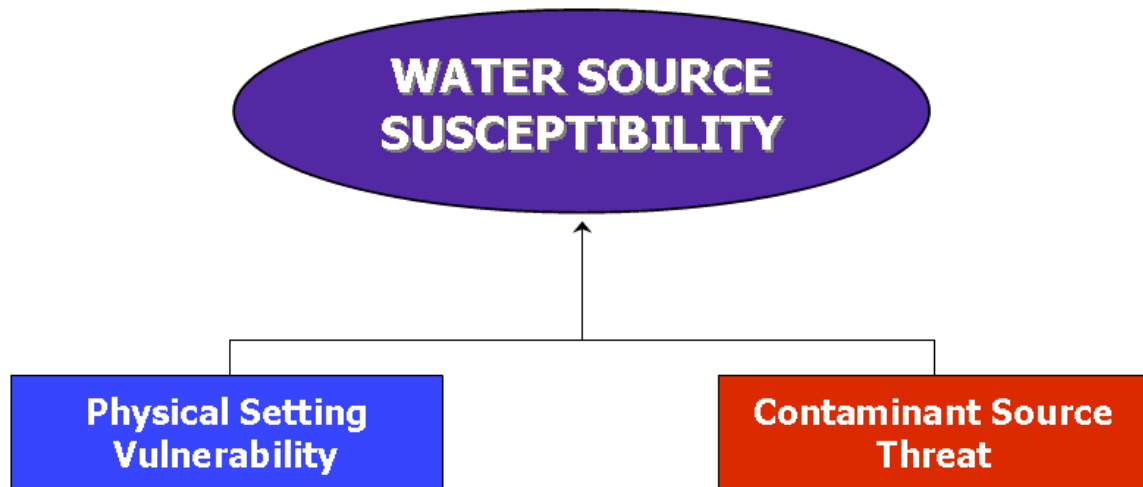 WATER SOURCE
SUSCEPTIBILITY
Physical Setting
Vulnerability
Contaminant Source
Threat